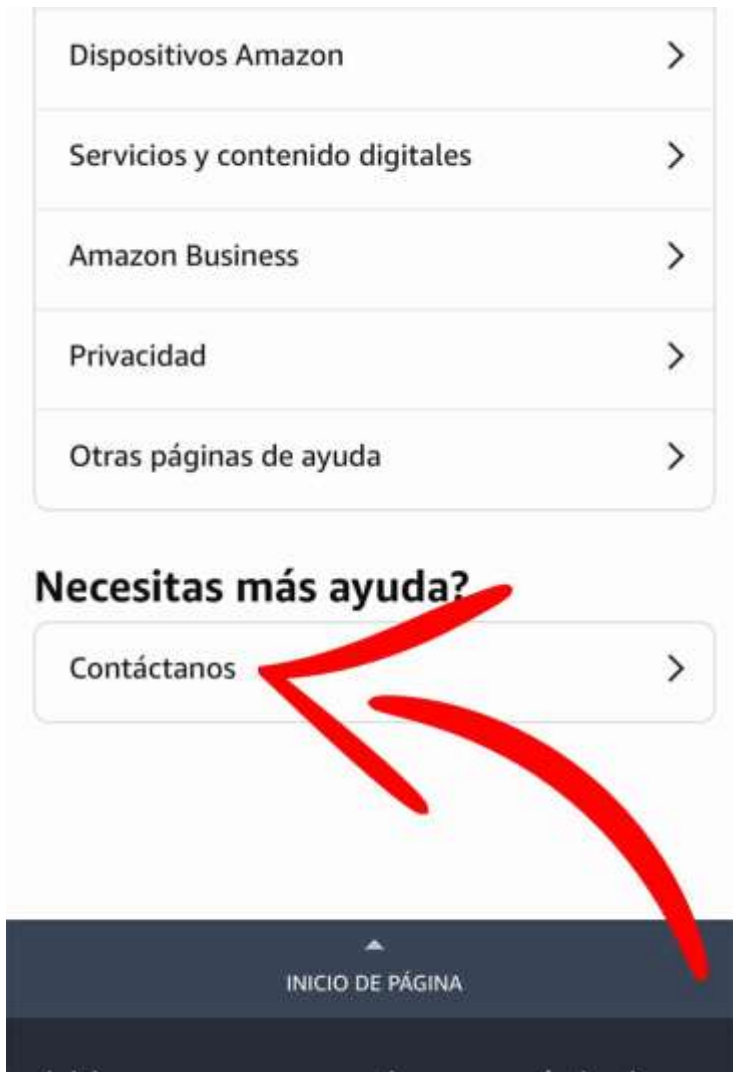 Dispositivos Amazon
Servicios y contenido digitales
Amazon Business
Privacidad
Otras páginas de ayuda
Necesitas más ayuda?
Contáctanos
INICIO DE PÁGINA